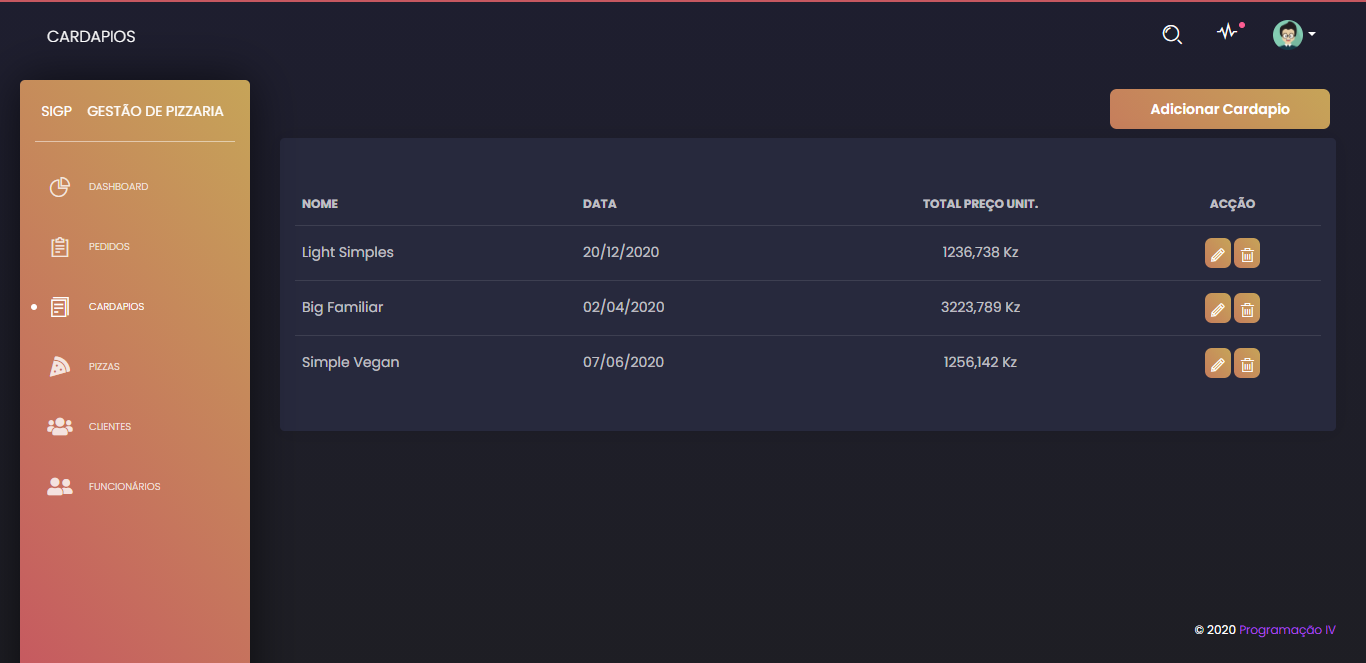 CARDAPIOS
SIGP GESTÃO DE PIZZARIA
DASHBOARD
PEDIDOS
CARDAPIOS
PIZZAS
CLIENTES
FUNCIONÁRIOS
Adicionar Cardapio
NOME DATA TOTAL PREÇO UNIT. ACÇÃO
Light Simples 20/12/2020 1236,738 Kz
Big Familiar 02/04/2020 3223,789 Kz
Simple Vegan 07/06/2020 1256,142 Kz
© 2020 Programação IV